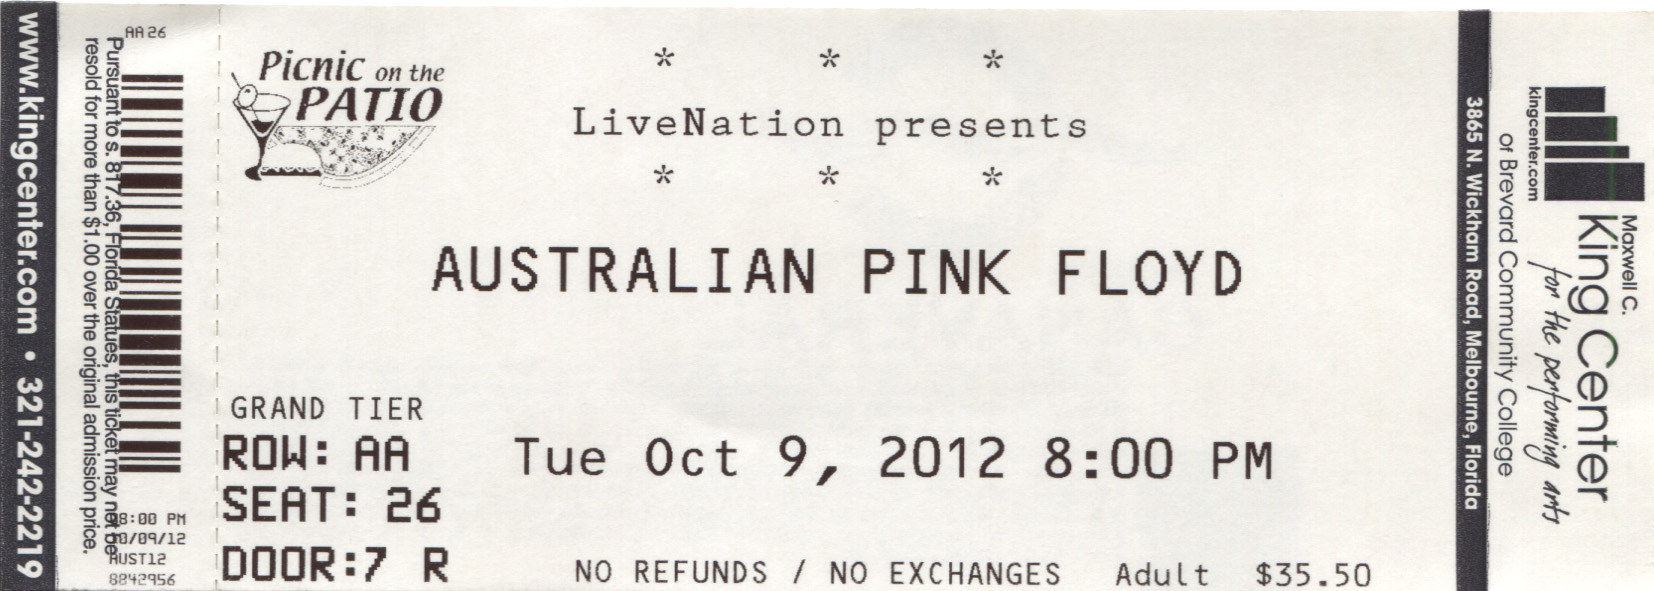 www.kingcenter.com • 321-242-2219
Pursuant to s. 817.36, Florida Statues, this ticket may not be
resold for more than $1.00 over the original admission price.
AA26
8:00 PM
0/09/12
AUST12
8842956
Picnic on the
PATIO
* * *
LiveNation presents
* * *
AUSTRALIAN PINK FLOYD
GRAND TIER
ROW: AA
SEAT: 26
DOOR:7 R
Tue Oct 9, 2012 8:00 PM
NO REFUNDS / NO EXCHANGES Adult $35.50
3865 N. Wickham Road, Melbourne, Florida
kingcenter.com
Maxwell C.
King Center
for the performing arts
of Brevard Community College